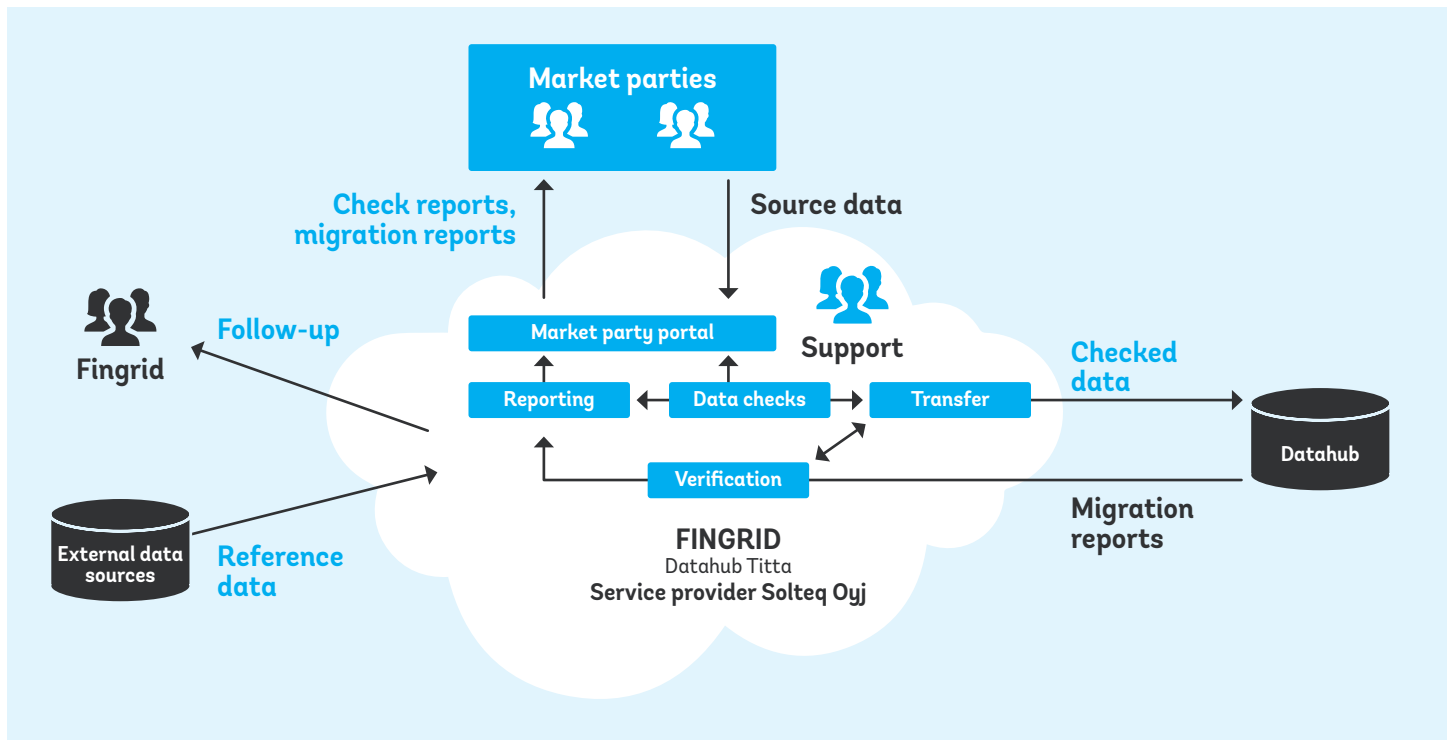 Market parties
Check reports,
migration reports
Source data
Follow-up
Fingrid
Market party portal
Support
Reporting
Data checks
Transfer
Checked
data
Datahub
Verification
External data
sources
Reference
data
Migration
reports
FINGRID
Datahub Titta
Service provider Solteq Oyj